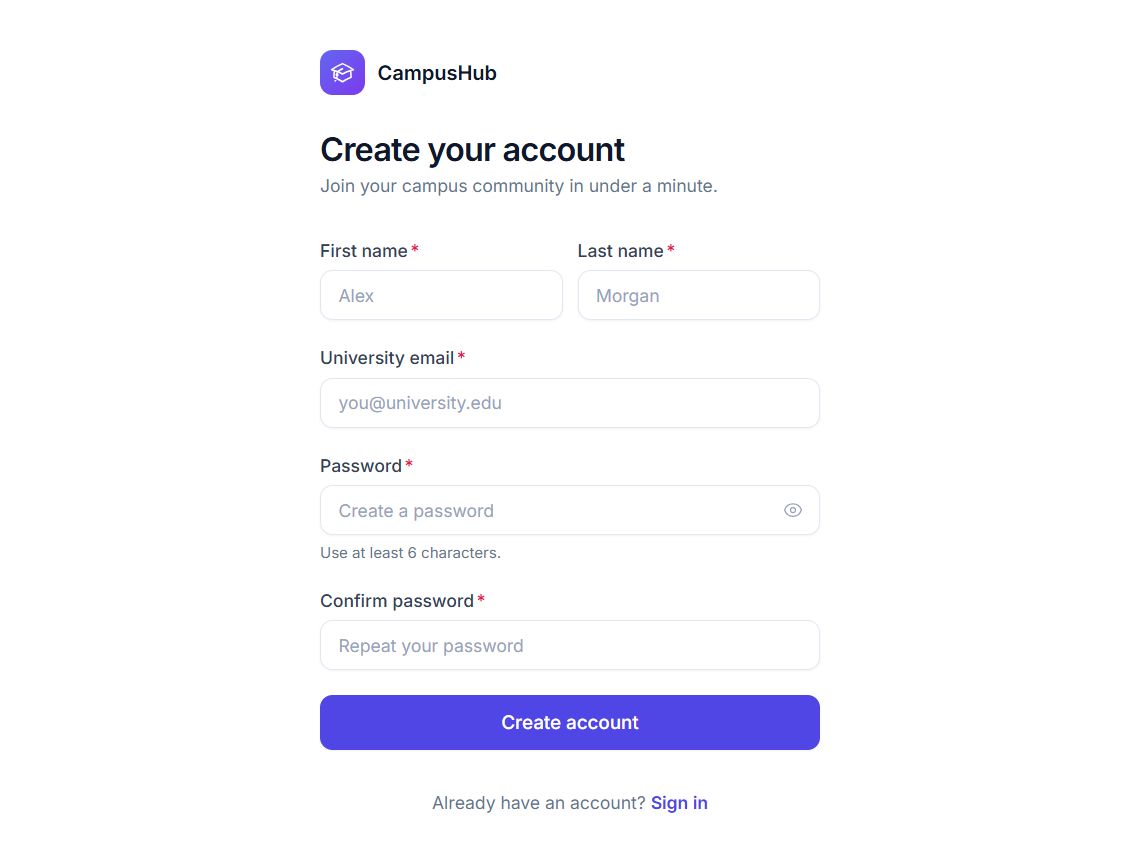 CampusHub
Create your account
Join your campus community in under a minute.
First name *
Last name *
Alex
Morgan
University email *
you@university.edu
Password *
Create a password
Use at least 6 characters.
Confirm password *
Repeat your password
Create account
Already have an account? Sign in